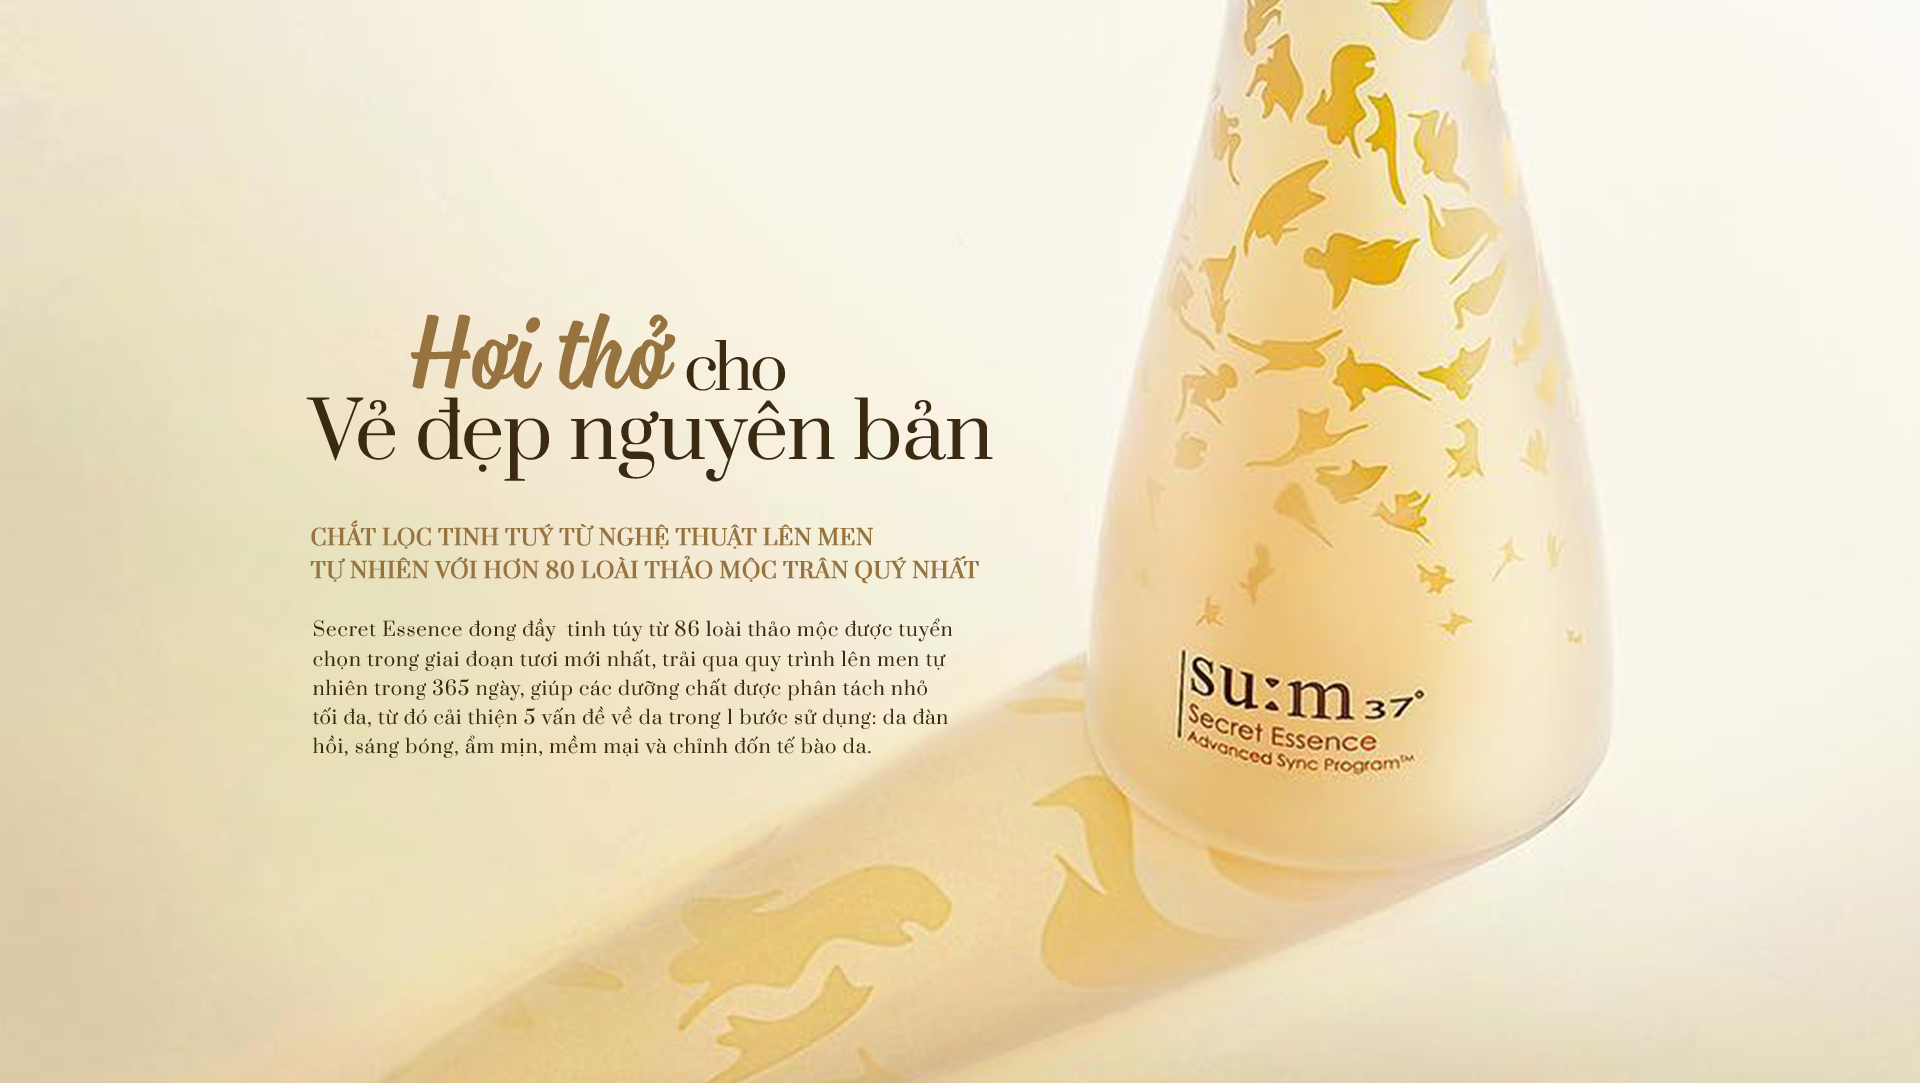 Hơi thở cho
Vẻ đẹp nguyên bản
CHẮT LỌC TINH TUÝ TỪ NGHỆ THUẬT LÊN MEN
TỰ NHIÊN VỚI HƠN 80 LOÀI THẢO MỘC TRÂN QUÝ NHẤT
Secret Essence đong đầy tinh túy từ 86 loài thảo mộc được tuyển
chọn trong giai đoạn tươi mới nhất, trải qua quy trình lên men tự
nhiên trong 365 ngày, giúp các dưỡng chất được phân tách nhỏ
tối đa, từ đó cải thiện 5 vấn đề về da trong 1 bước sử dụng: da đàn
hồi, sáng bóng, ẩm mịn, mềm mại và chỉnh đốn tế bào da.
su:m 37°
Secret Essence
Advanced Sync Program™